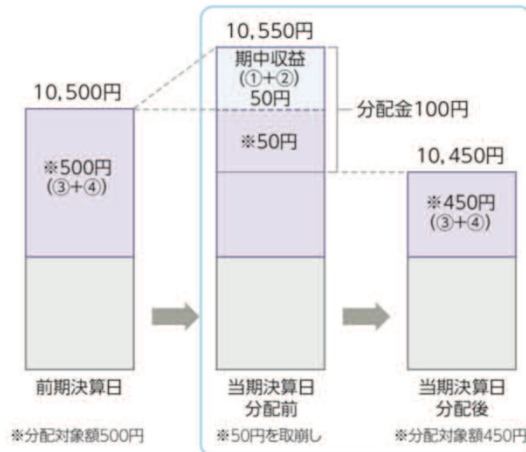 10,500円
※500円
(③+④)
前期決算日
※分配対象額500円
10,550円
期中収益
(①+②)
50円
※50円
分配金100円
当期決算日
分配前
※50円を取崩し
10,450円
※450円
(③+④)
当期決算日
分配後
※分配対象額450円